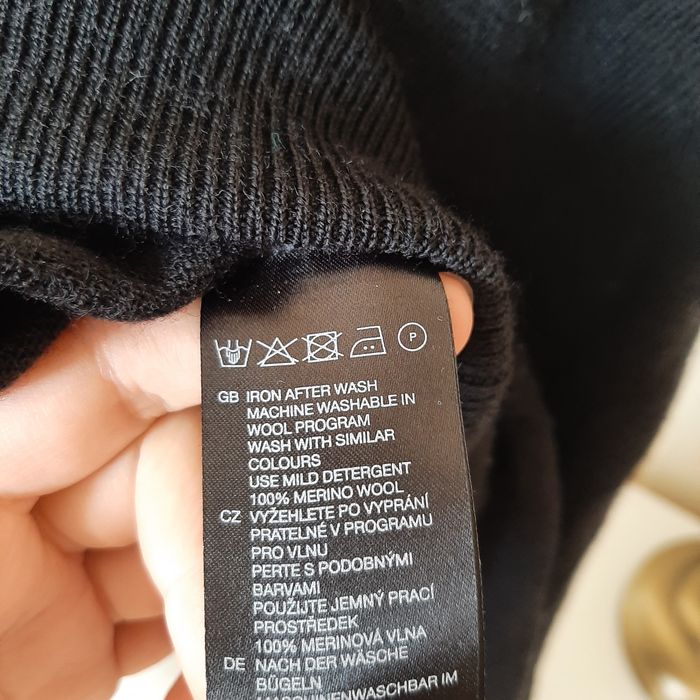 P
GB IRON AFTER WASH
MACHINE WASHABLE IN
WOOL PROGRAM
WASH WITH SIMILAR
COLOURS
USE MILD DETERGENT
100% MERINO WOOL
CZ VYŽEHLETE PO VYPRÁNÍ
PRATELNÉ V PROGRAMU
PRO VLNU
PERTE S PODOBNÝMI
BARVAMI
POUŽIJTE JEMNÝ PRACÍ
PROSTŘEDEK
100% MERINOVÁ VLNA
DE NACH DER WÄSCHE
BÜGELN